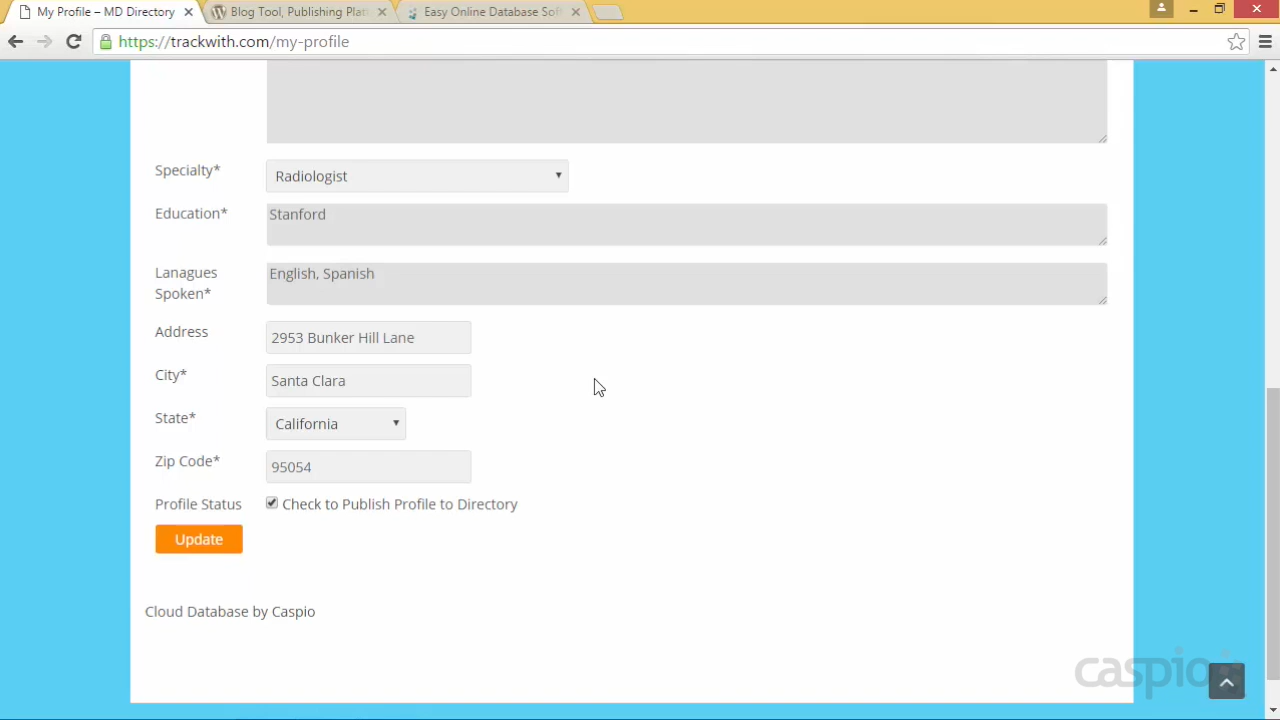 My Profile – MD Directory
Blog Tool, Publishing Plat
Easy Online Database Soft
https://trackwith.com/my-profile
Specialty*
Radiologist
Education*
Stanford
Lanagues
Spoken*
English, Spanish
Address
2953 Bunker Hill Lane
City*
Santa Clara
State*
California
Zip Code*
95054
Profile Status
Check to Publish Profile to Directory
Update
Cloud Database by Caspio
caspio